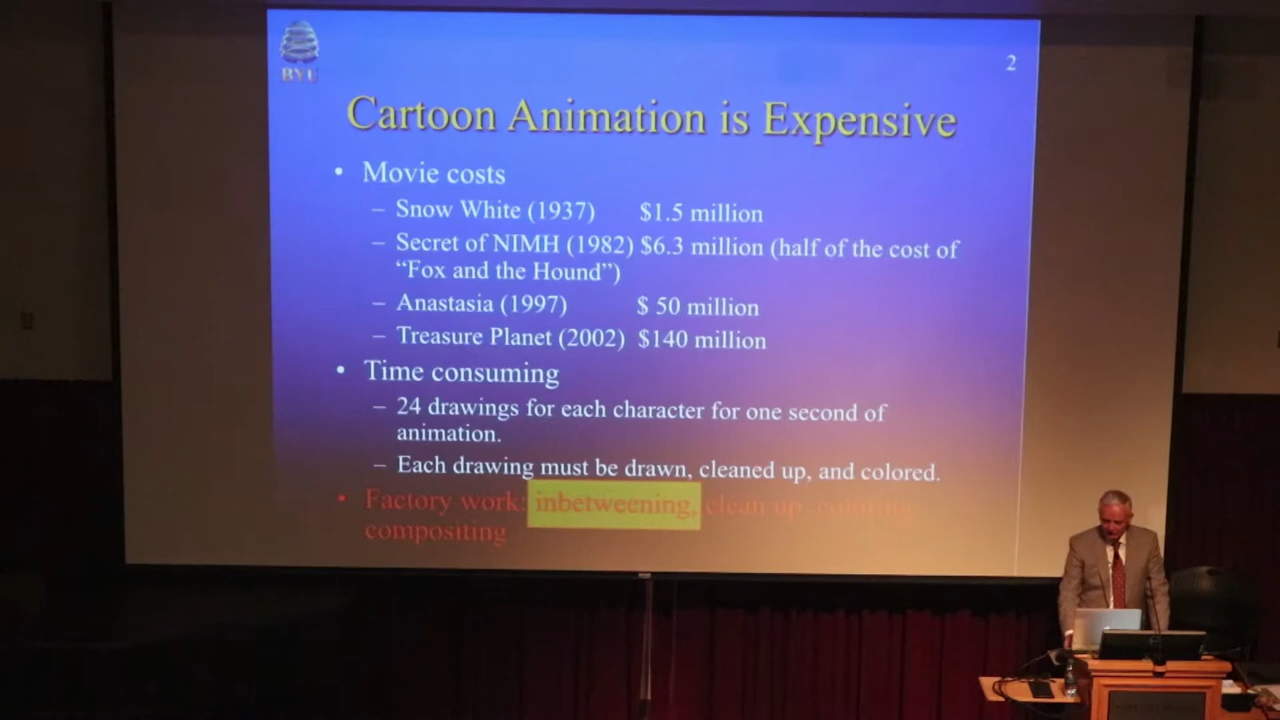 BYU
2
Cartoon Animation is Expensive
• Movie costs
– Snow White (1937) $1.5 million
– Secret of NIMH (1982) $6.3 million (half of the cost of
“Fox and the Hound”)
– Anastasia (1997) $ 50 million
– Treasure Planet (2002) $140 million
• Time consuming
– 24 drawings for each character for one second of
animation.
– Each drawing must be drawn, cleaned up, and colored.
• Factory work: inbetweening, clean up, coloring
compositing